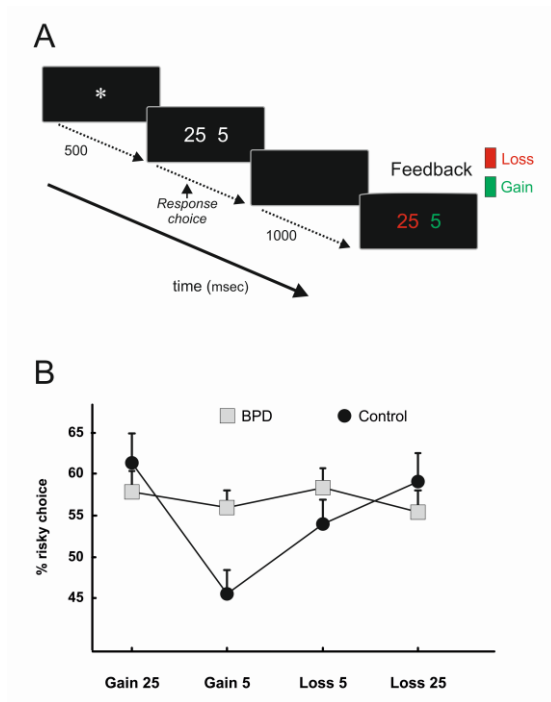 A
*
25 5
500
Response
choice
1000
Feedback
Loss
Gain
25 5
time (msec)
B
BPD
Control
% risky choice
65
60
55
50
45
Gain 25
Gain 5
Loss 5
Loss 25